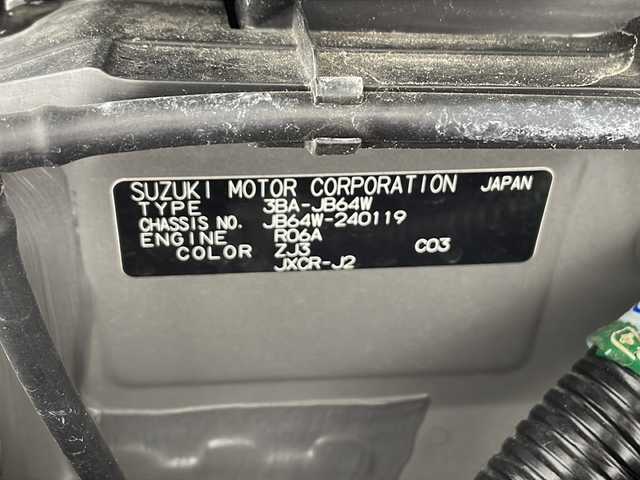 SUZUKI MOTOR CORPORATION JAPAN
TYPE 3BA-JB64W
CHASSIS NO. JB64W-240119
ENGINE R06A
COLOR ZJ3 C03
JXCR-J2